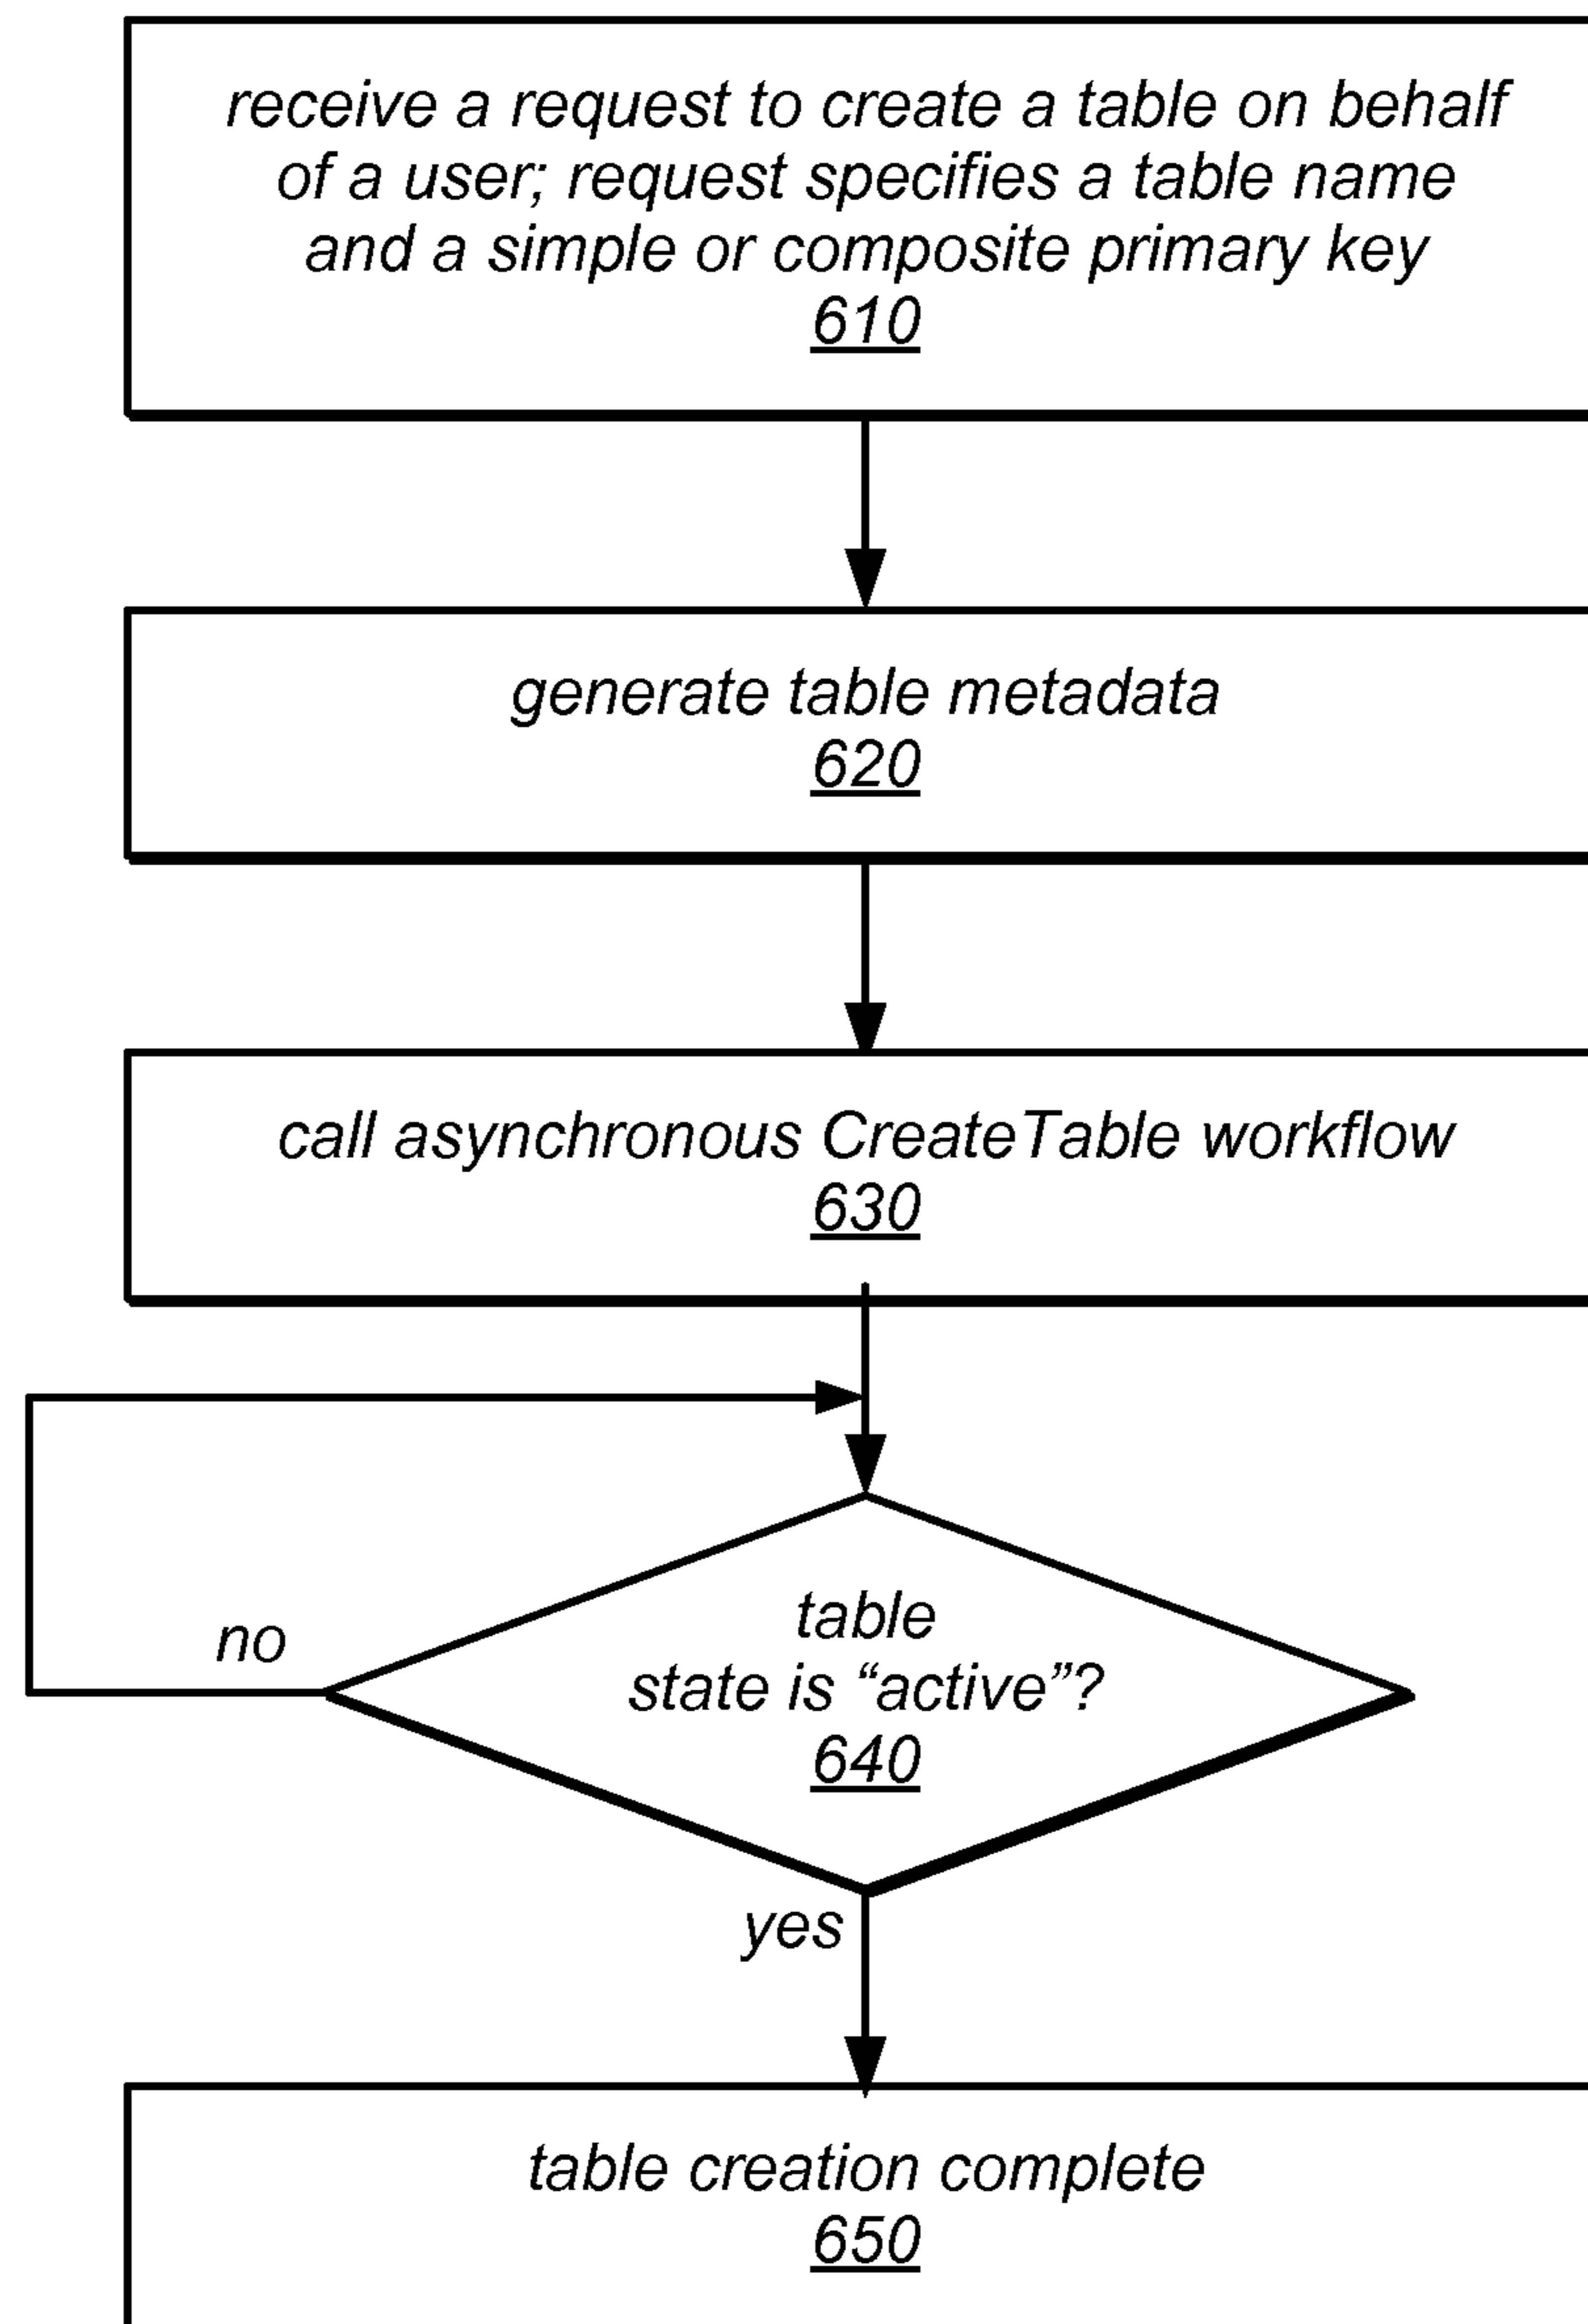 receive a request to create a table on behalf
of a user; request specifies a table name
and a simple or composite primary key
610
generate table metadata
620
call asynchronous CreateTable workflow
630
table
state is “active”?
640
no
yes
table creation complete
650